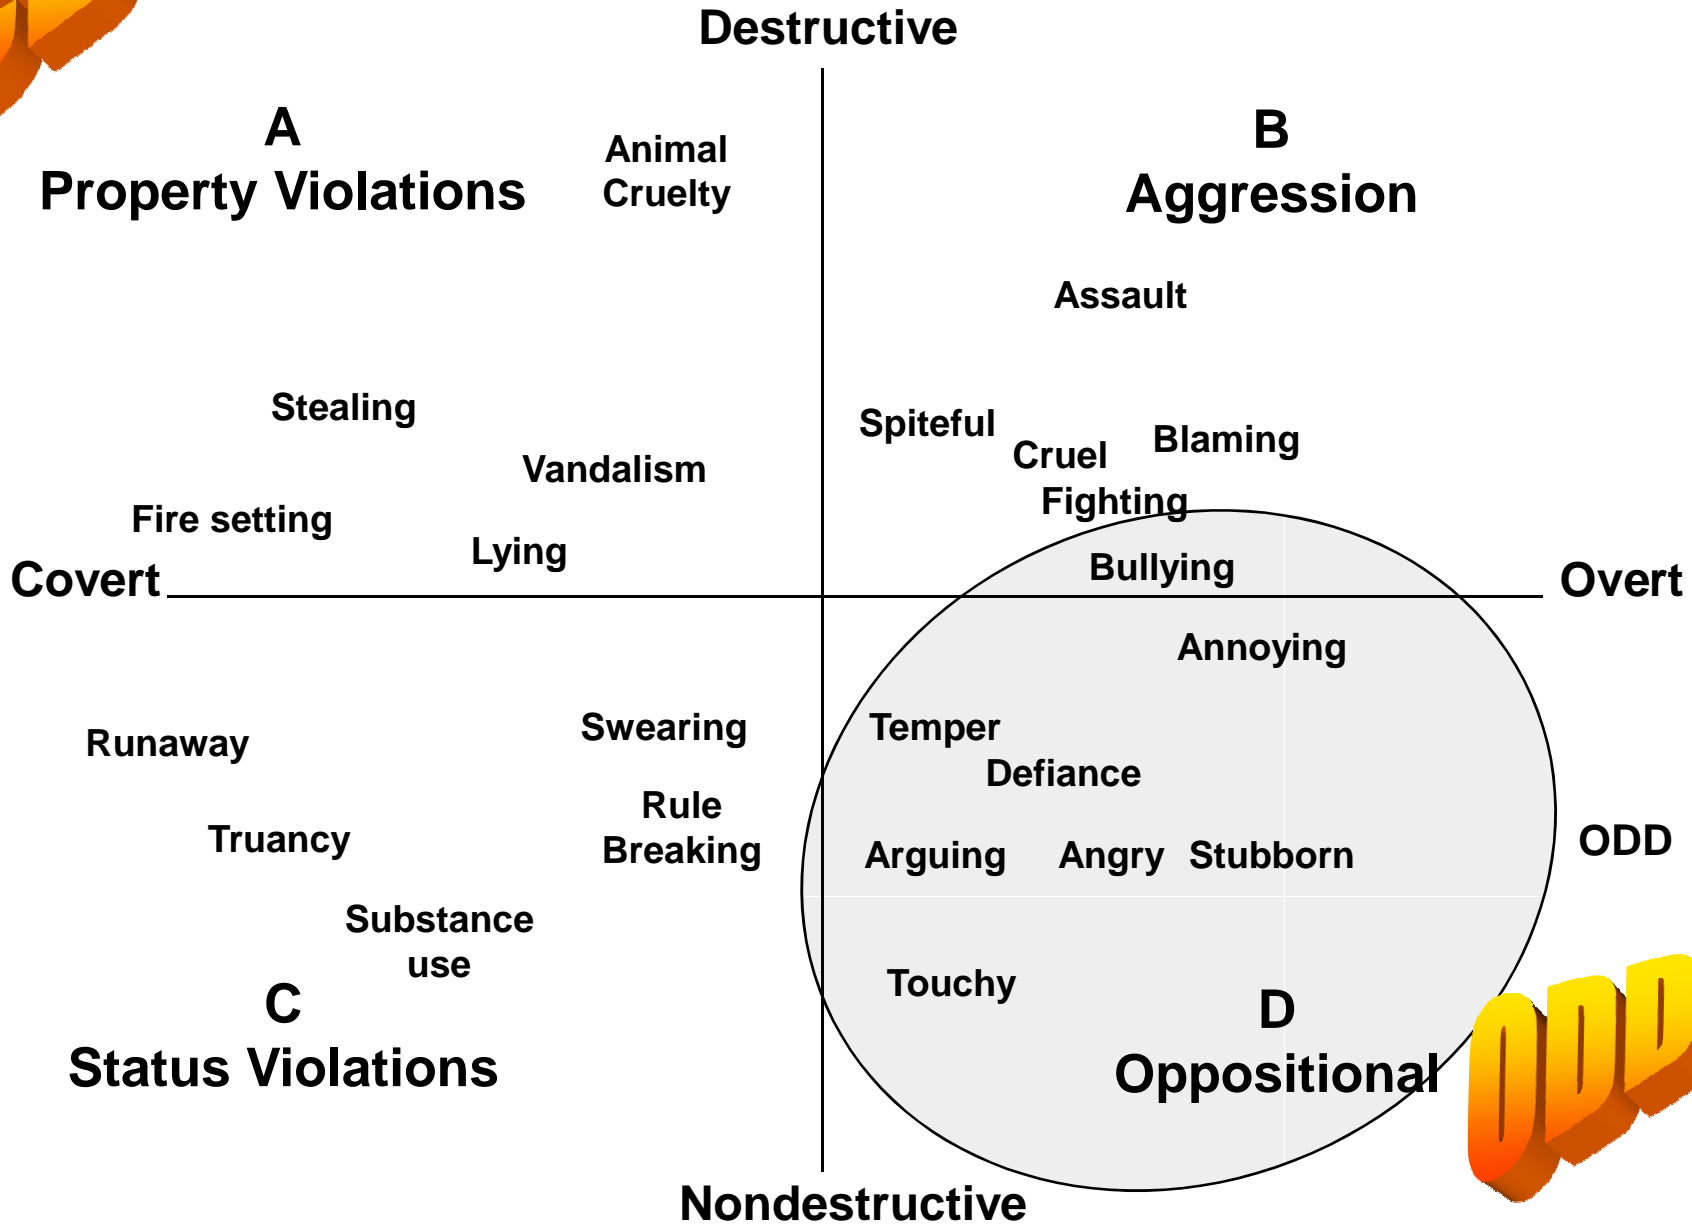 Destructive
A
Property Violations
Animal
Cruelty
B
Aggression
Assault
Stealing
Vandalism
Fire setting
Lying
Spiteful
Cruel
Blaming
Fighting
Bullying
Covert
Overt
Annoying
Runaway
Swearing
Truancy
Rule
Breaking
Substance
use
C
Status Violations
Temper
Defiance
Arguing
Angry
Stubborn
ODD
Touchy
D
Oppositional
ODD
Nondestructive